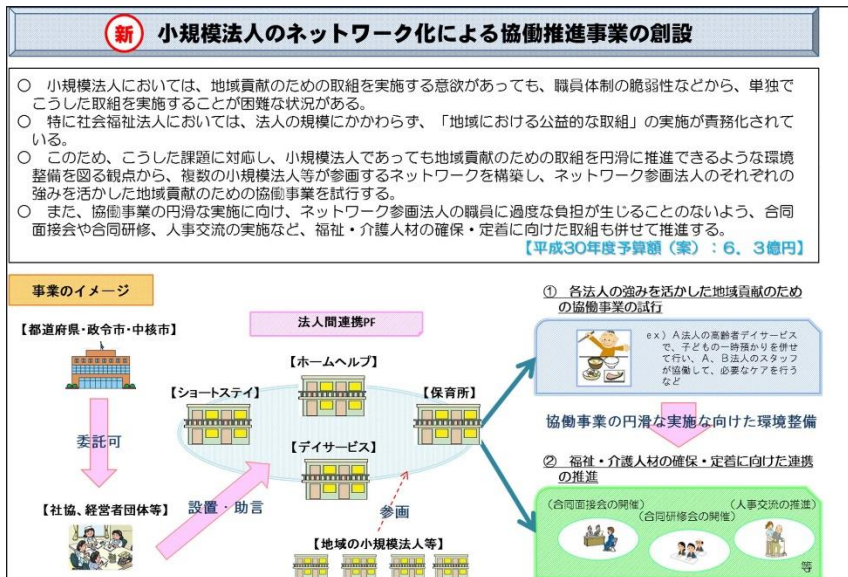 新 小規模法人のネットワーク化による協働推進事業の創設
○ 小規模法人においては、地域貢献のための取組を実施する意欲があっても、職員体制の脆弱性などから、単独で
こうした取組を実施することが困難な状況がある。
○ 特に社会福祉法人においては、法人の規模にかかわらず、「地域における公益的な取組」の実施が責務化されて
いる。
○ このため、こうした課題に対応し、小規模法人であっても地域貢献のための取組を円滑に推進できるような環境
整備を図る観点から、複数の小規模法人等が参画するネットワークを構築し、ネットワーク参画法人のそれぞれの
強みを活かした地域貢献のための協働事業を試行する。
○ また、協働事業の円滑な実施に向け、ネットワーク参画法人の職員に過度な負担が生じることのないよう、合同
面接会や合同研修、人事交流の実施など、福祉・介護人材の確保・定着に向けた取組も併せて推進する。
【平成30年度予算額（案）：６．３億円】
事業のイメージ
【都道府県・政令市・中核市】
委託可
【社協、経営者団体等】
設置・助言
法人間連携PF
【ホームヘルプ】
【ショートステイ】
【保育所】
【デイサービス】
参画
【地域の小規模法人等】
① 各法人の強みを活かした地域貢献のため
の協働事業の試行
ex）A法人の高齢者デイサービス
で、子どもの一時預かりを併せ
て行い、A、B法人のスタッフ
が協働して、必要なケアを行う
など
協働事業の円滑な実施な向けた環境整備
② 福祉・介護人材の確保・定着に向けた連携
の推進
（合同面接会の開催）
（合同研修会の開催）
（人事交流の推進）
等